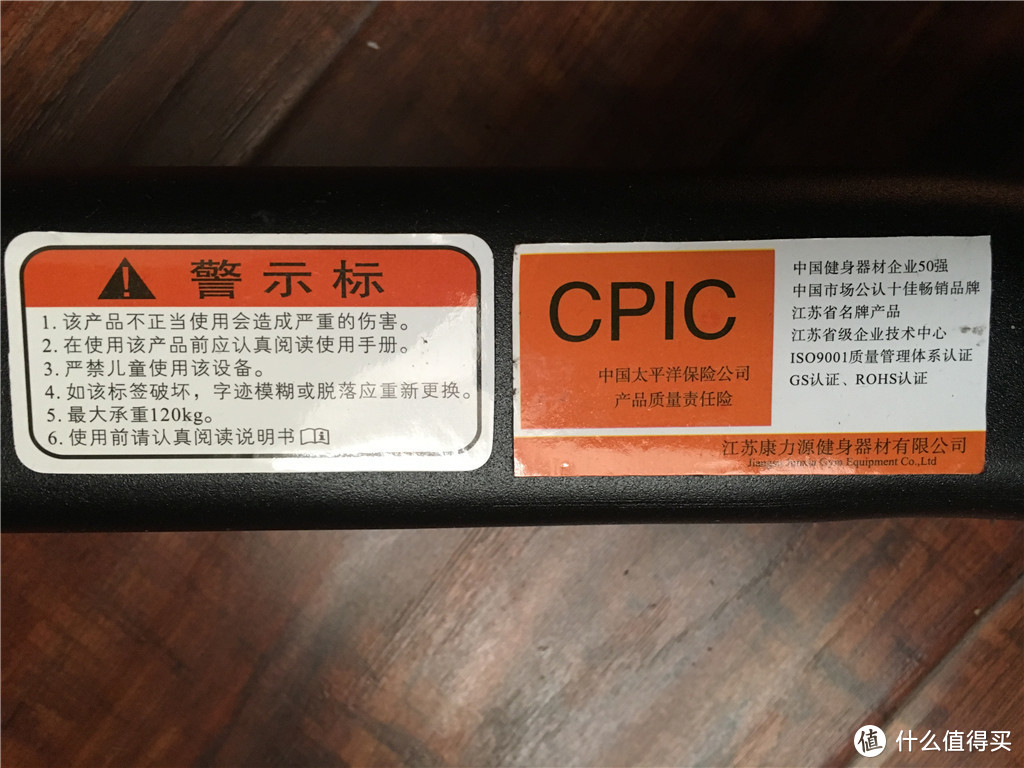 警示标
1. 该产品不正当使用会造成严重的伤害。
2. 在使用该产品前应认真阅读使用手册。
3. 严禁儿童使用该设备。
4. 如该标签破坏，字迹模糊或脱落应重新更换。
5. 最大承重120kg。
6. 使用前请认真阅读说明书
CPIC
中国太平洋保险公司
产品质量责任险
中国健身器材企业50强
中国市场公认十佳畅销品牌
江苏省名牌产品
江苏省级企业技术中心
ISO9001质量管理体系认证
GS认证、ROHS认证
江苏康力源健身器材有限公司
Gym Equipment Co.,Ltd
值 什么值得买